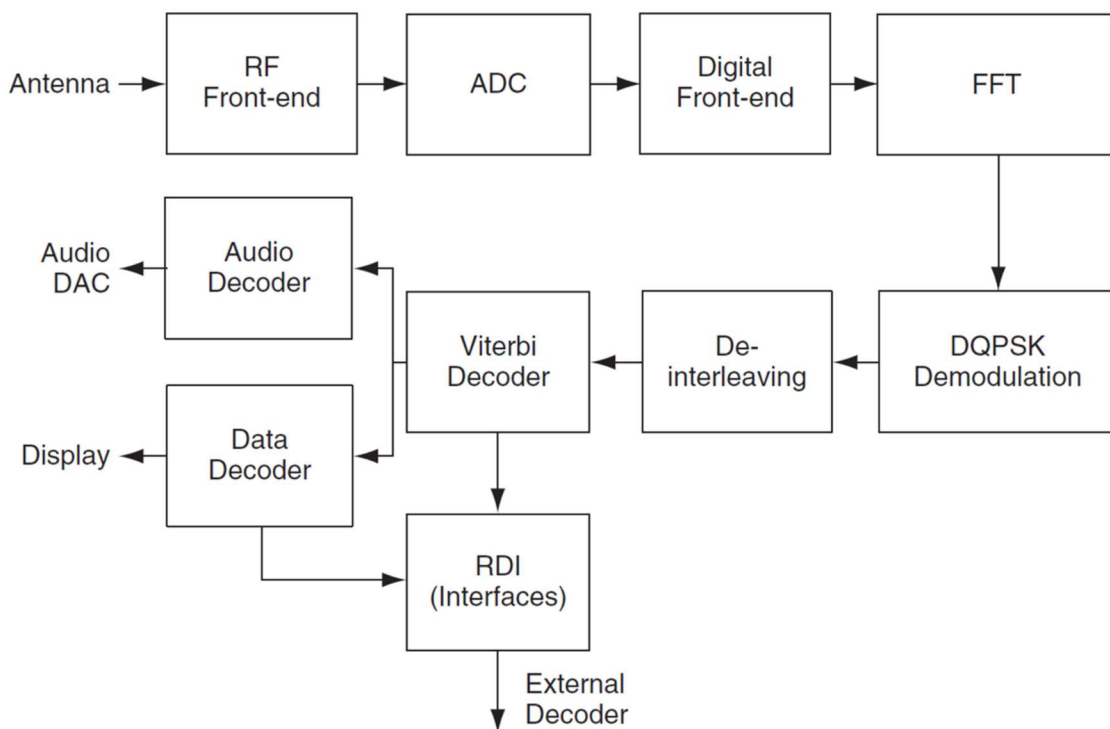 Antenna
RF
Front-end
ADC
Digital
Front-end
FFT
Audio
DAC
Audio
Decoder
Viterbi
Decoder
De-
interleaving
DQPSK
Demodulation
Display
Data
Decoder
RDI
(Interfaces)
External
Decoder